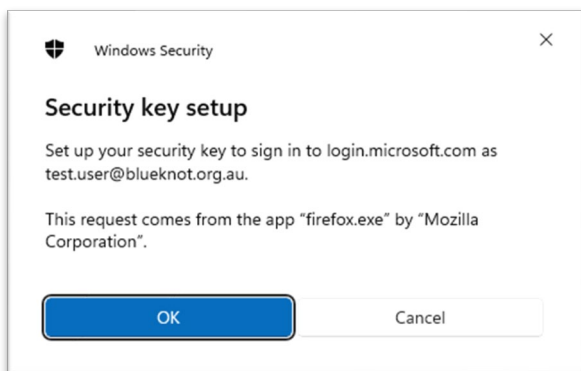 Windows Security
Security key setup
Set up your security key to sign in to login.microsoft.com as
test.user@blueknot.org.au.
This request comes from the app “firefox.exe” by “Mozilla
Corporation”.
OK
Cancel